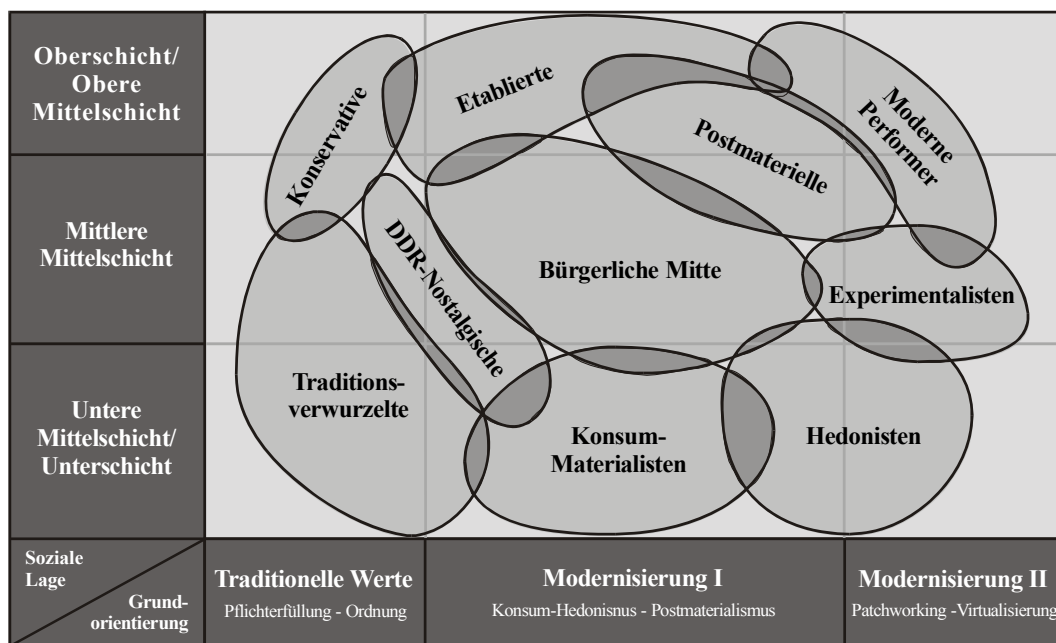 Oberschicht/
Obere
Mittelschicht
Konservative
Etablierte
Postmaterielle
Moderne
Performer
Mittlere
Mittelschicht
DDR-Nostalgische
Bürgerliche Mitte
Experimentalisten
Untere
Mittelschicht/
Unterschicht
Traditions-
verwurzelte
Konsum-
Materialisten
Hedonisten
Soziale
Lage
Grund-
orientierung
Traditionelle Werte
Pflichterfüllung - Ordnung
Modernisierung I
Konsum-Hedonisnus - Postmaterialismus
Modernisierung II
Patchworking -Virtualisierung